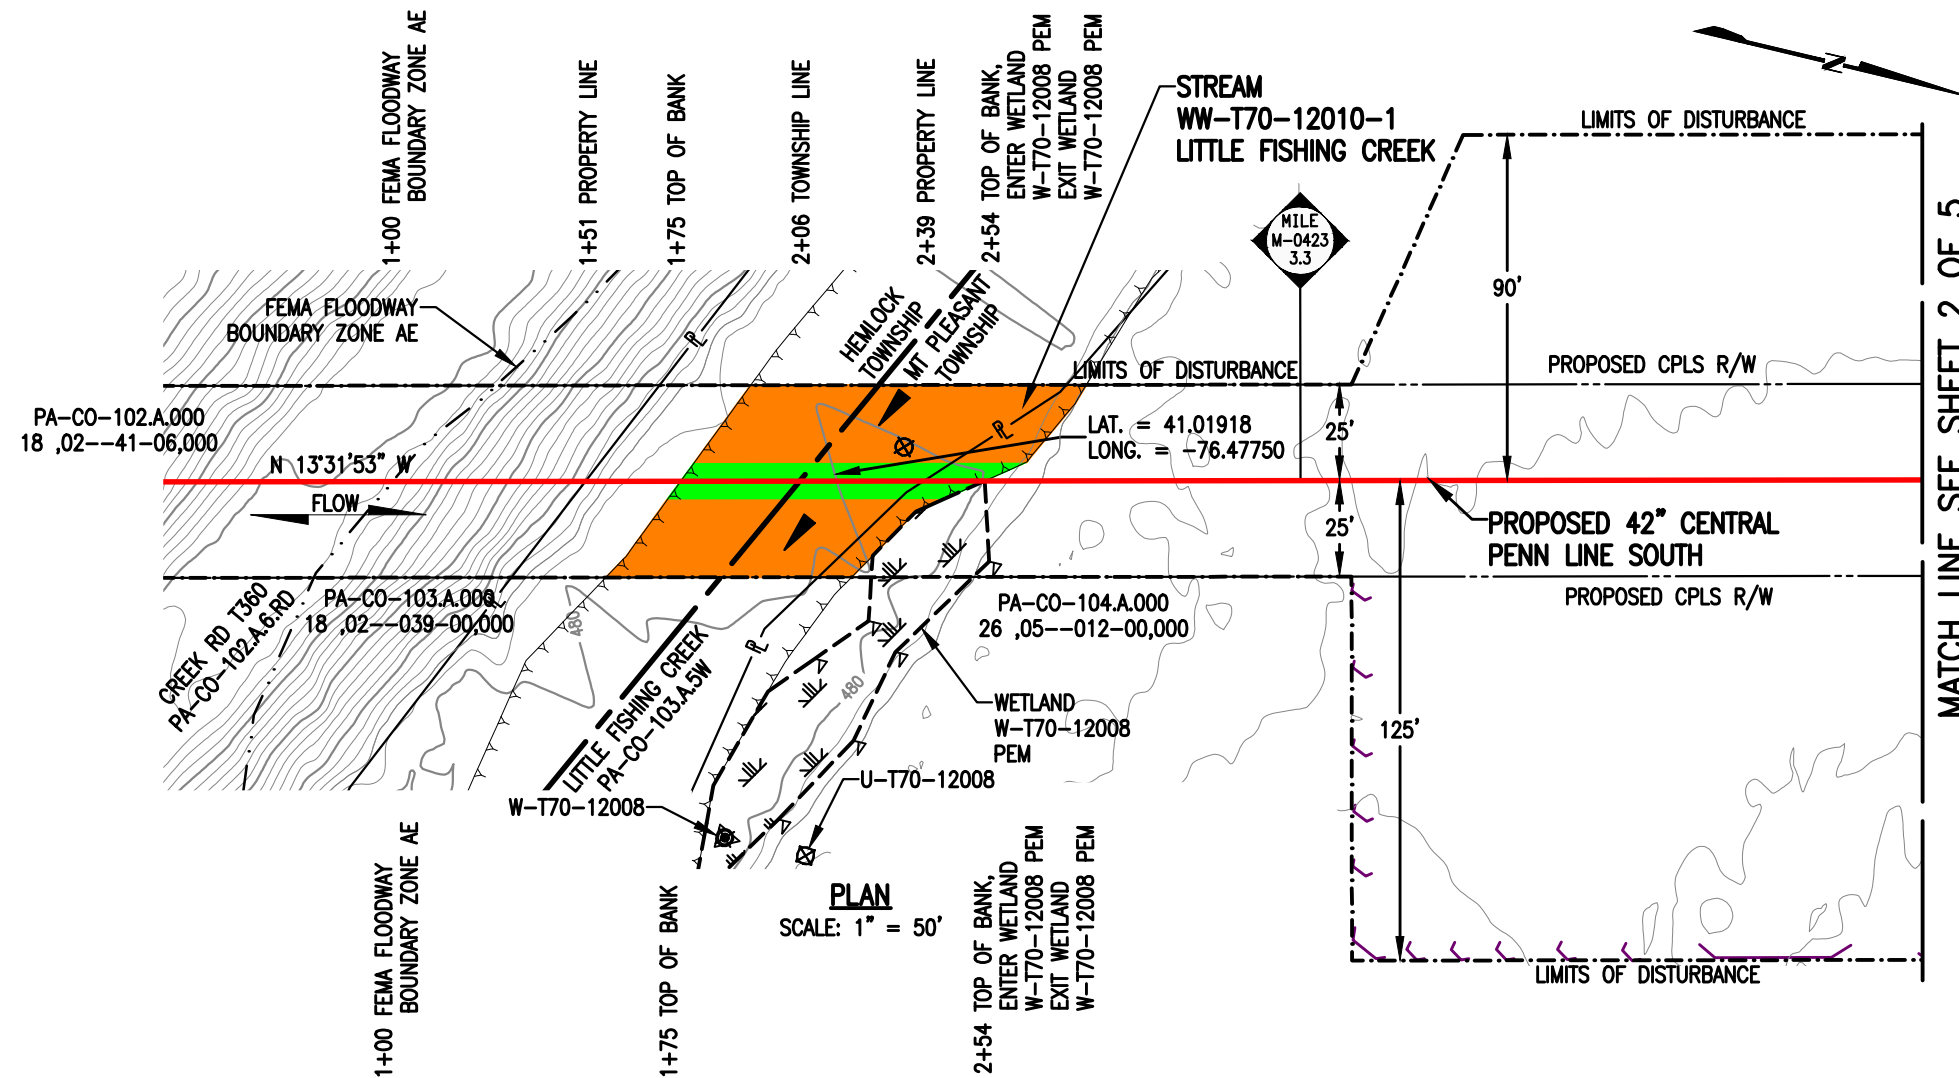 1+00 FEMA FLOODWAY
BOUNDARY ZONE AE
1+51 PROPERTY LINE
1+75 TOP OF BANK
2+06 TOWNSHIP LINE
2+39 PROPERTY LINE
2+54 TOP OF BANK,
ENTER WETLAND
W-T70-12008 PEM
EXIT WETLAND
W-T70-12008 PEM
STREAM
WW-T70-12010-1
LITTLE FISHING CREEK
N
LIMITS OF DISTURBANCE
MILE
M-0423
3.3
90'
MATCH LINE SEE SHEET 2 OF 5
FEMA FLOODWAY
BOUNDARY ZONE AE
PL
HEMLOCK
TOWNSHIP
MT PLEASANT
TOWNSHIP
LIMITS OF DISTURBANCE
PROPOSED CPLS R/W
PA-CO-102.A.000
18 ,02--41-06,000
PL
LAT. = 41.01918
LONG. = -76.47750
25'
N 13°31'53" W
FLOW
25'
PROPOSED 42" CENTRAL
PENN LINE SOUTH
CREEK RD T360
PA-CO-102.A.6.RD
PA-CO-103.A.000
18 ,02--039-00,000
PL
480
PL
PA-CO-104.A.000
26 ,05--012-00,000
PROPOSED CPLS R/W
LITTLE FISHING CREEK
PA-CO-103.A.5W
480
WETLAND
W-T70-12008
PEM
125'
U-T70-12008
W-T70-12008
PLAN
SCALE: 1" = 50'
LIMITS OF DISTURBANCE
1+00 FEMA FLOODWAY
BOUNDARY ZONE AE
1+75 TOP OF BANK
2+54 TOP OF BANK,
ENTER WETLAND
W-T70-12008 PEM
EXIT WETLAND
W-T70-12008 PEM